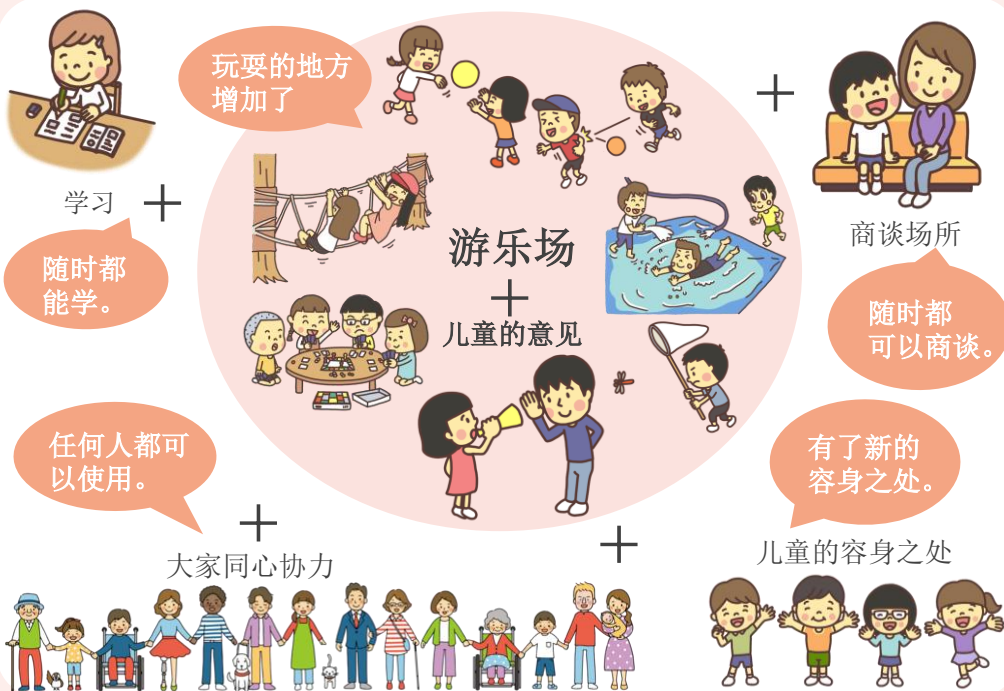 玩耍的地方
增加了
学习
随时都
能学。
游乐场
+
儿童的意见
商谈场所
随时都
可以商谈。
任何人都可
以使用。
大家同心协力
有了新的
容身之处。
儿童的容身之处